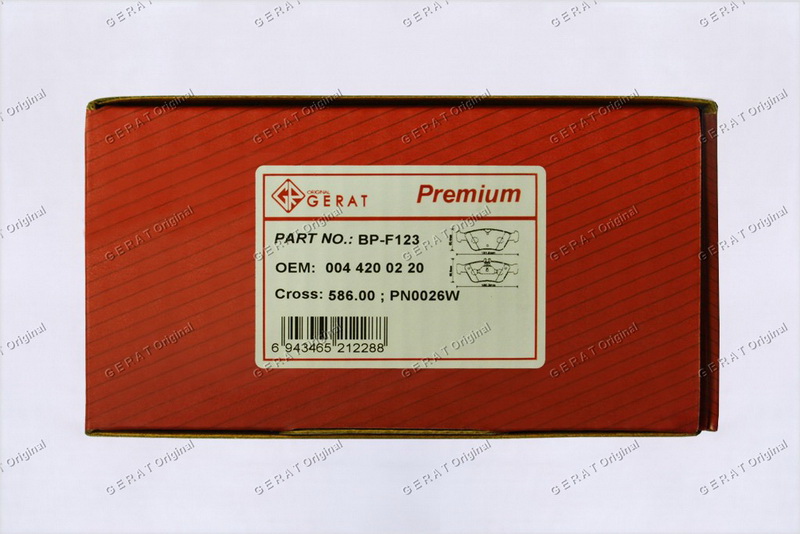 ORIGINAL
GERAT
Premium
PART NO.: BP-F123
OEM: 004 420 02 20
Cross: 586.00 ; PN0026W
6 943465 212288
GERAT Original